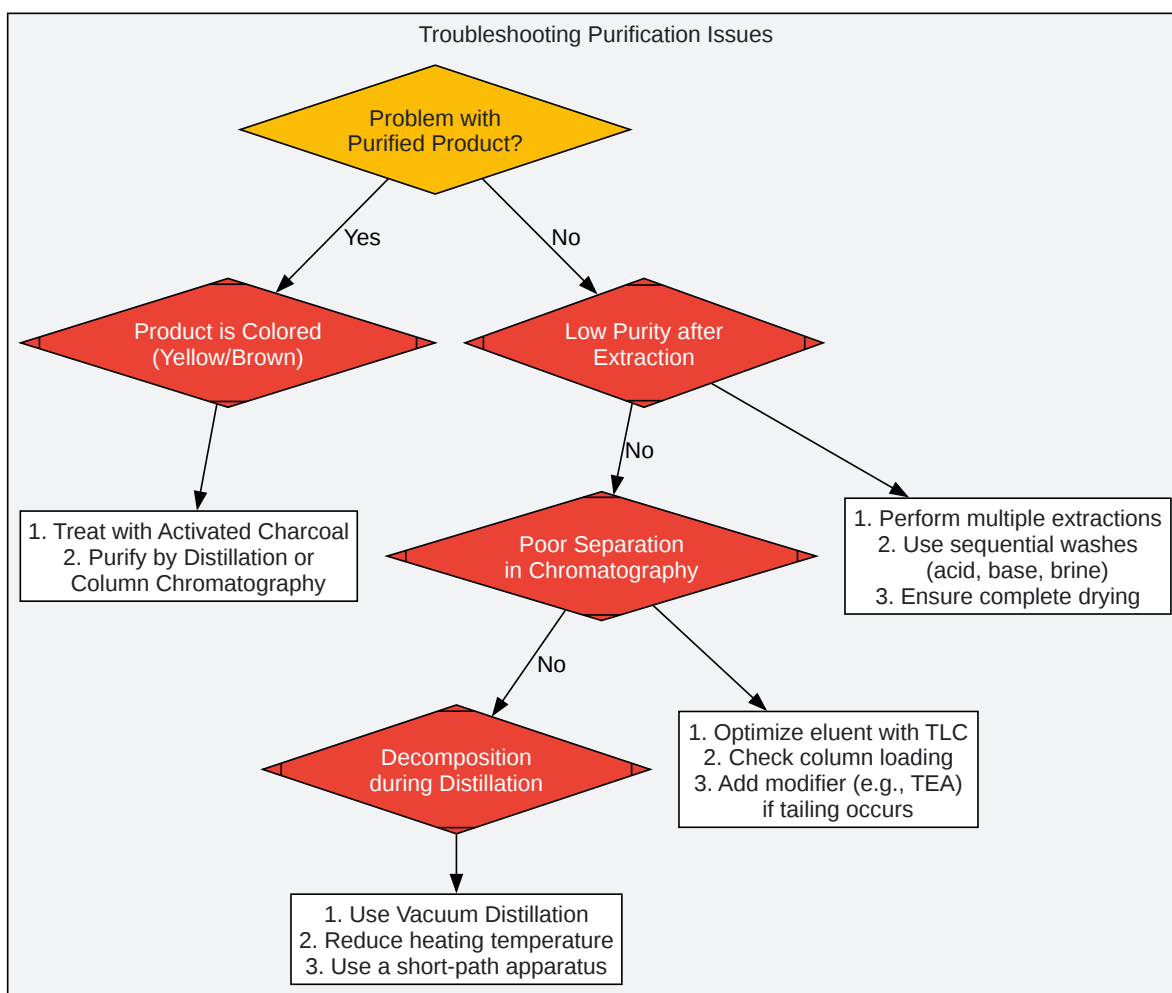 Troubleshooting Purification Issues
Problem with
Purified Product?
Yes
No
Product is Colored
(Yellow/Brown)
Low Purity after
Extraction
No
1. Treat with Activated Charcoal
2. Purify by Distillation or
Column Chromatography
Poor Separation
in Chromatography
1. Perform multiple extractions
2. Use sequential washes
(acid, base, brine)
3. Ensure complete drying
No
Decomposition
during Distillation
1. Optimize eluent with TLC
2. Check column loading
3. Add modifier (e.g., TEA)
if tailing occurs
1. Use Vacuum Distillation
2. Reduce heating temperature
3. Use a short-path apparatus